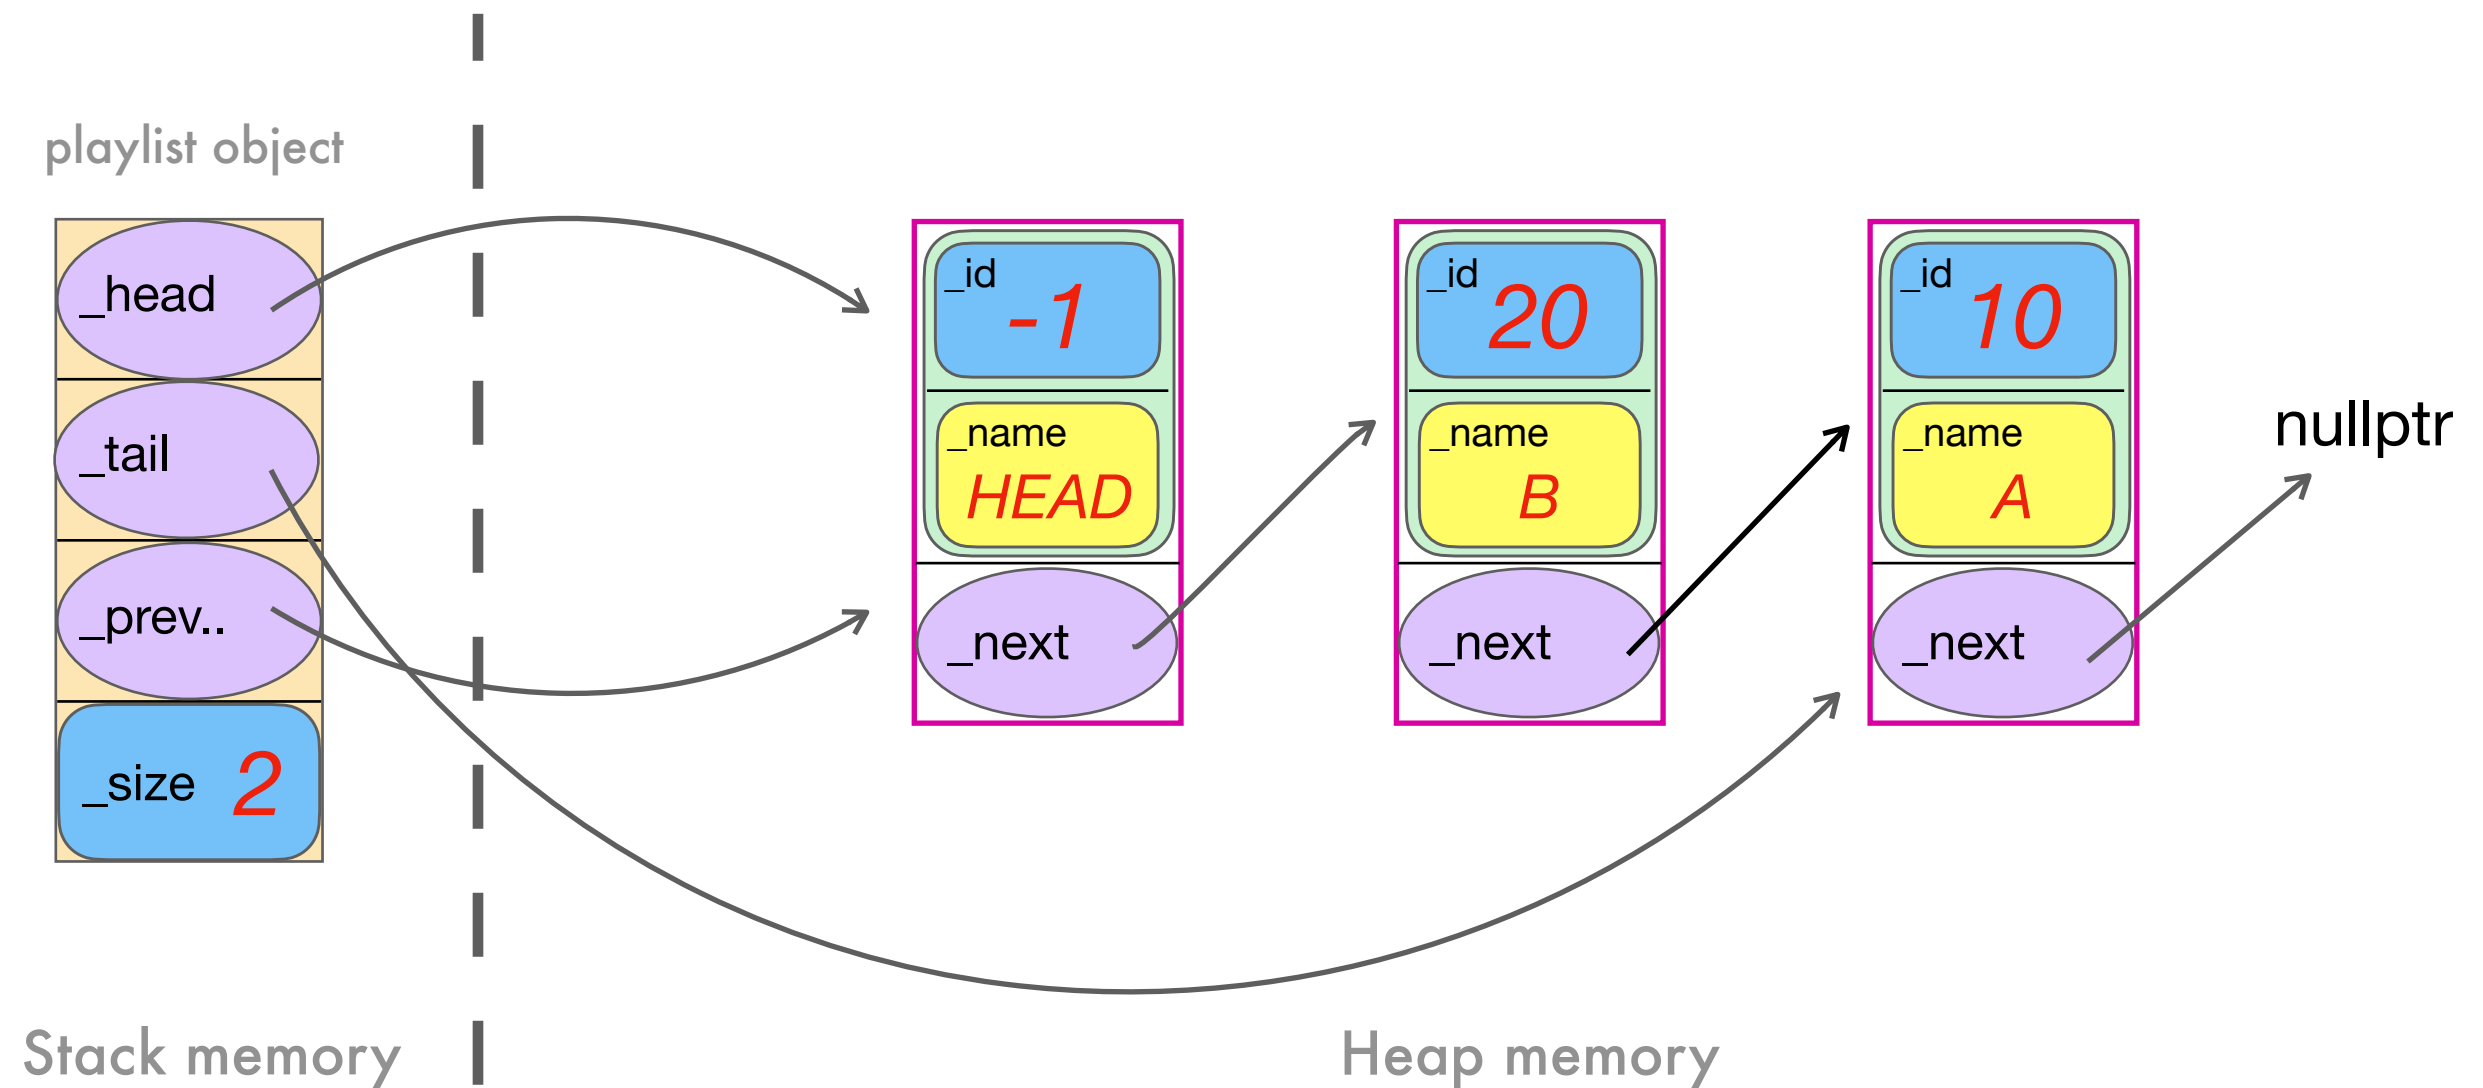 playlist object
_head
_tail
_prev..
_size 2
_id -1
_name
HEAD
_next
_id 20
_name
B
_next
_id 10
_name
A
_next
nullptr
Stack memory
Heap memory